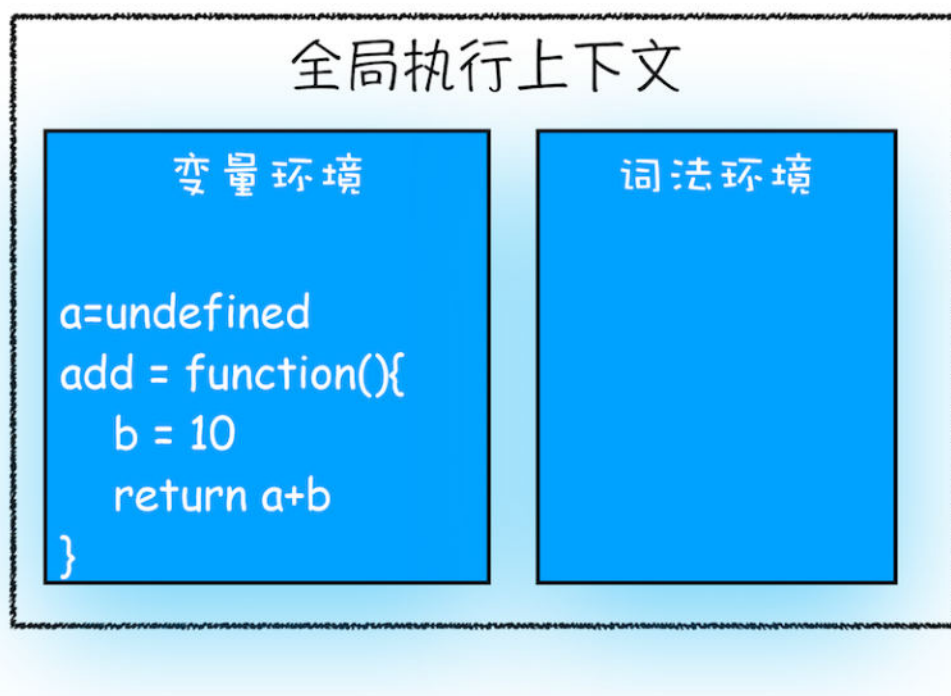 全局执行上下文
变量环境
词法环境
a=undefined
add = function(){
b = 10
return a+b
}